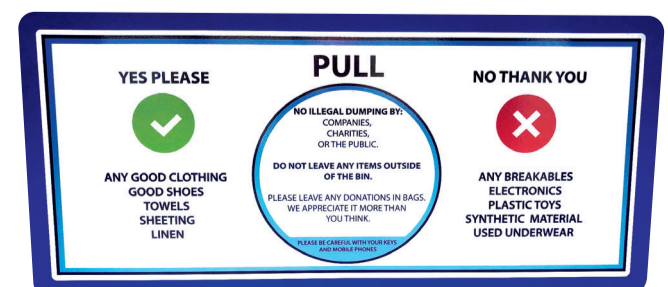 YES PLEASE
ANY GOOD CLOTHING
GOOD SHOES
TOWELS
SHEETING
LINEN
PULL
NO ILLEGAL DUMPING BY:
COMPANIES,
CHARITIES,
OR THE PUBLIC.
DO NOT LEAVE ANY ITEMS OUTSIDE
OF THE BIN.
PLEASE LEAVE ANY DONATIONS IN BAGS.
WE APPRECIATE IT MORE THAN
YOU THINK.
PLEASE BE CAREFUL WITH YOUR KEYS
AND MOBILE PHONES
NO THANK YOU
ANY BREAKABLES
ELECTRONICS
PLASTIC TOYS
SYNTHETIC MATERIAL
USED UNDERWEAR